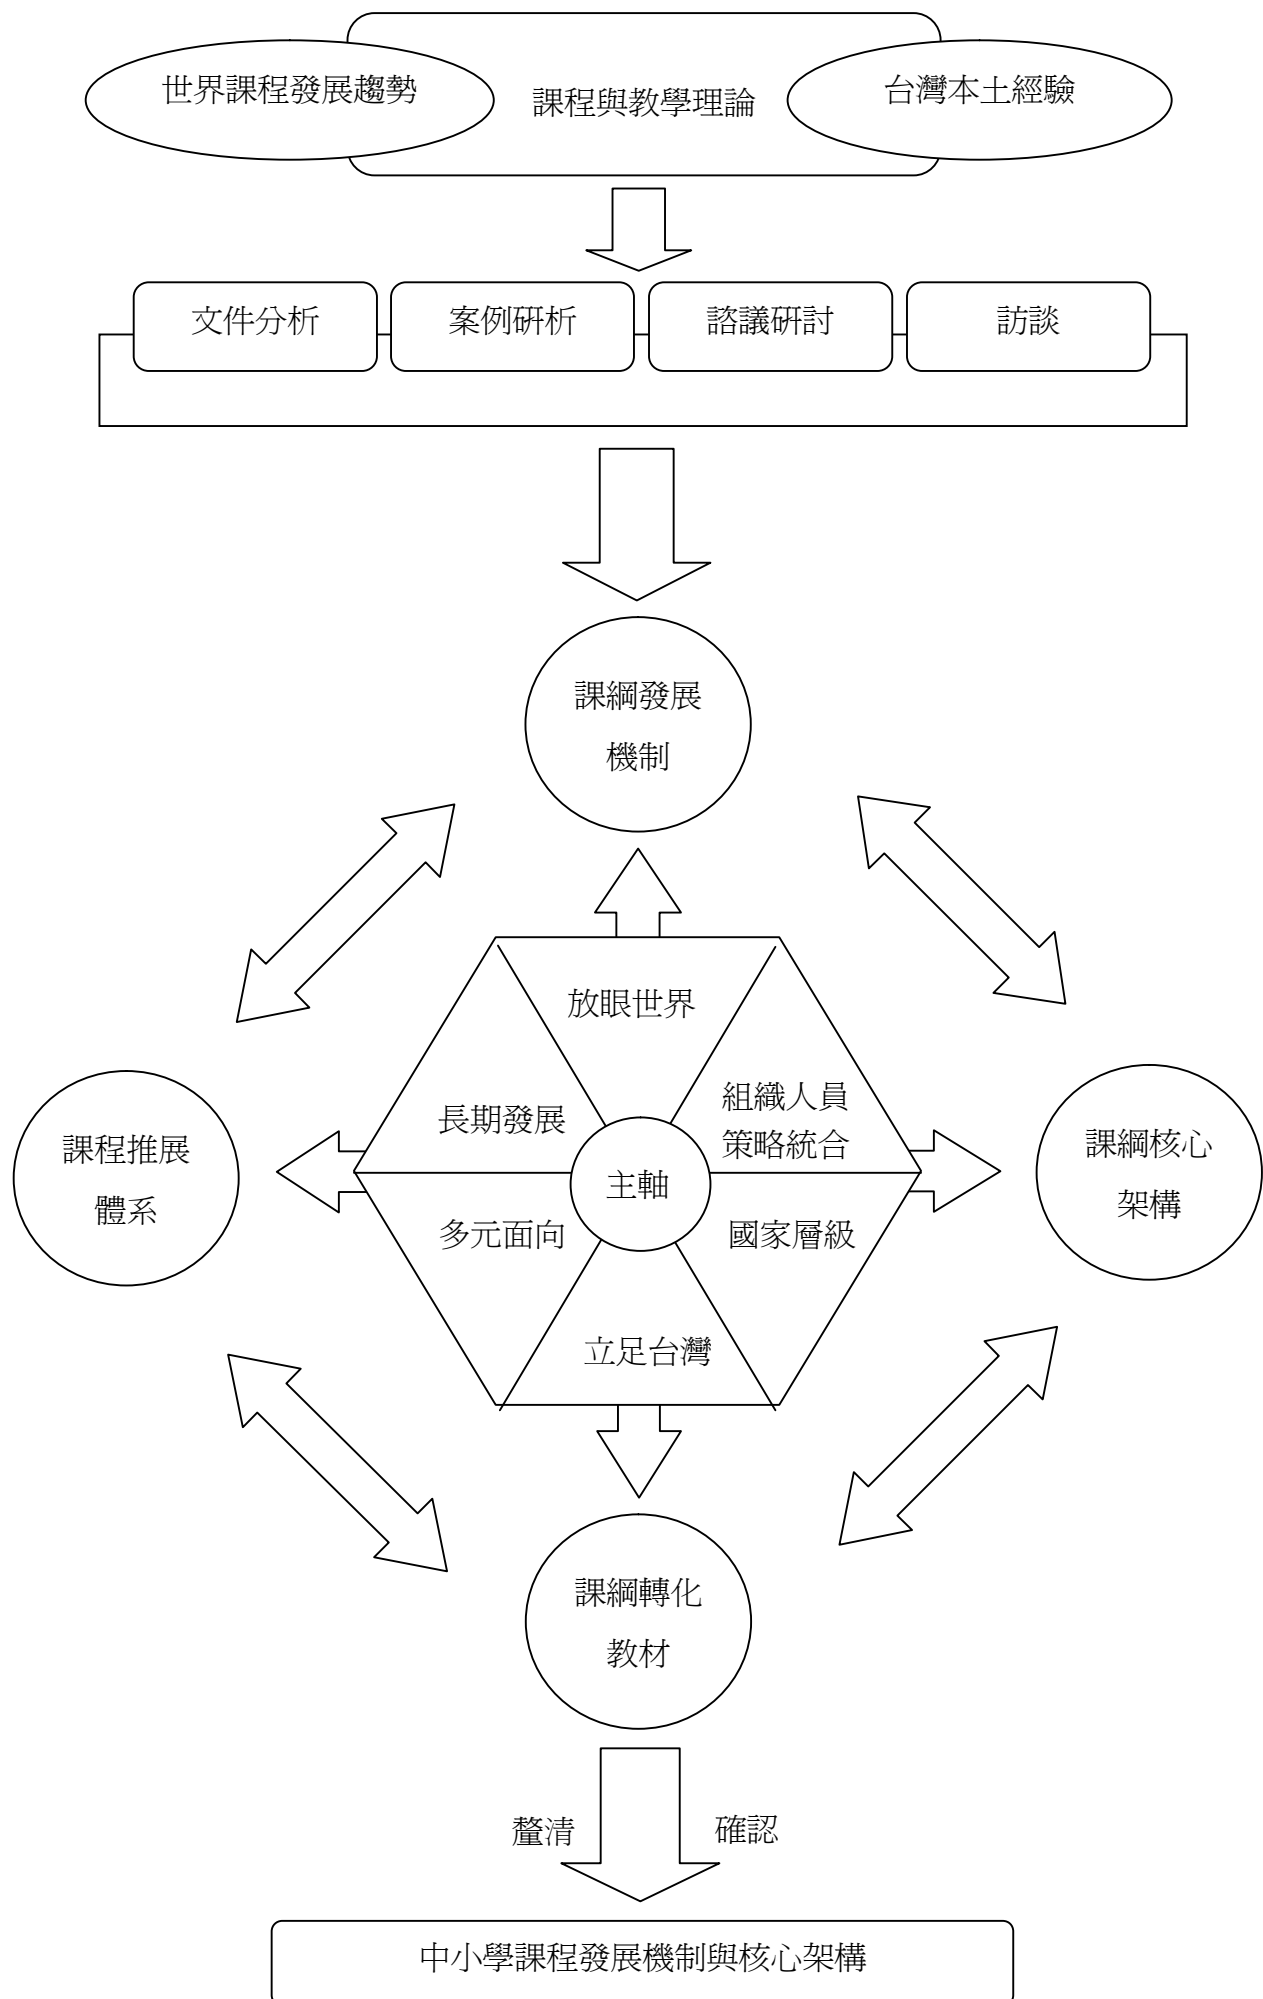 世界課程發展趨勢
課程與教學理論
台灣本土經驗
文件分析
案例研析
諮議研討
訪談
課綱發展
機制
放眼世界
長期發展
組織人員
策略統合
課程推展
體系
主軸
課綱核心
架構
多元面向
國家層級
立足台灣
課綱轉化
教材
釐清
確認
中小學課程發展機制與核心架構